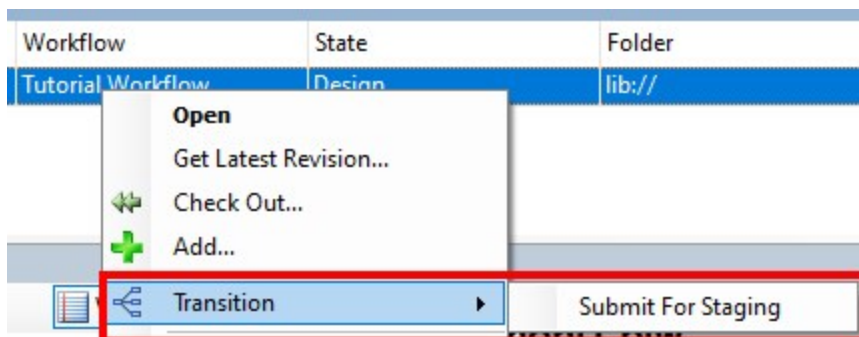 Workflow State Folder
Tutorial Workflow Design lib://
Open
Get Latest Revision...
Check Out...
Add...
Transition Submit For Staging